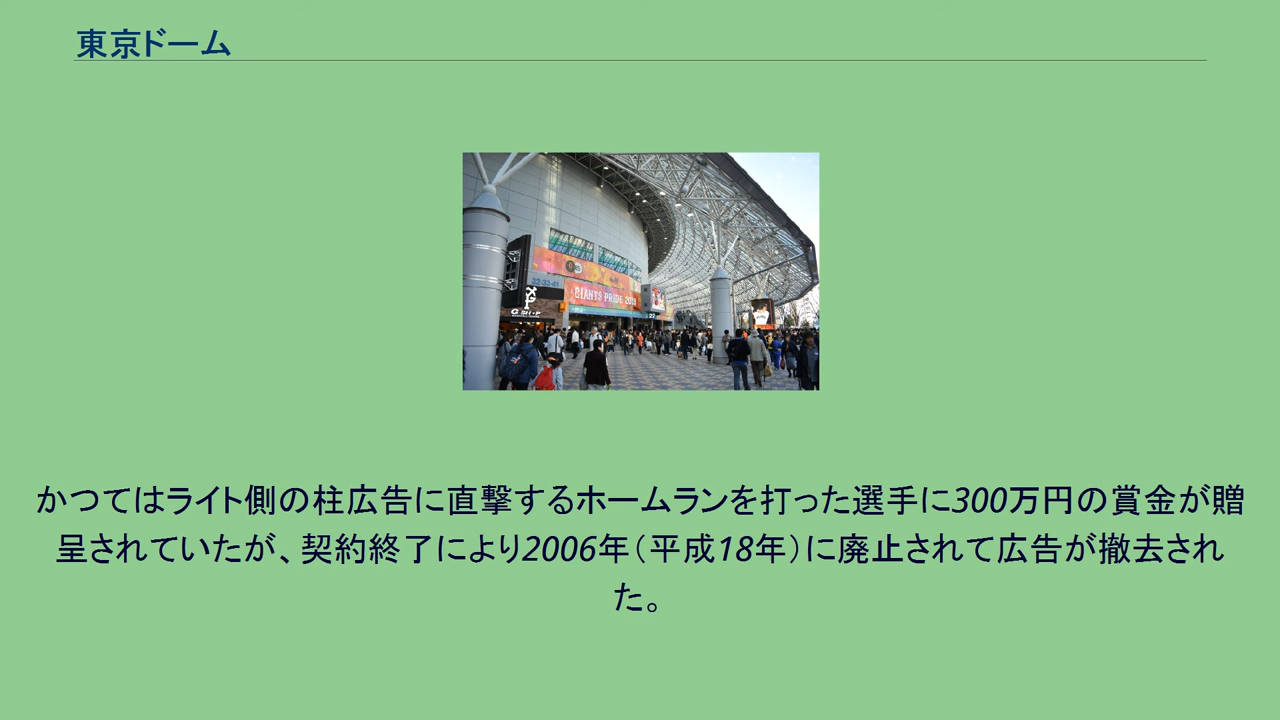 東京ドーム
32-33-41
GIANTS PRIDE 2013
22
かつてはライト側の柱広告に直撃するホームランを打った選手に300万円の賞金が贈
呈されていたが、契約終了により2006年（平成18年）に廃止されて広告が撤去され
た。